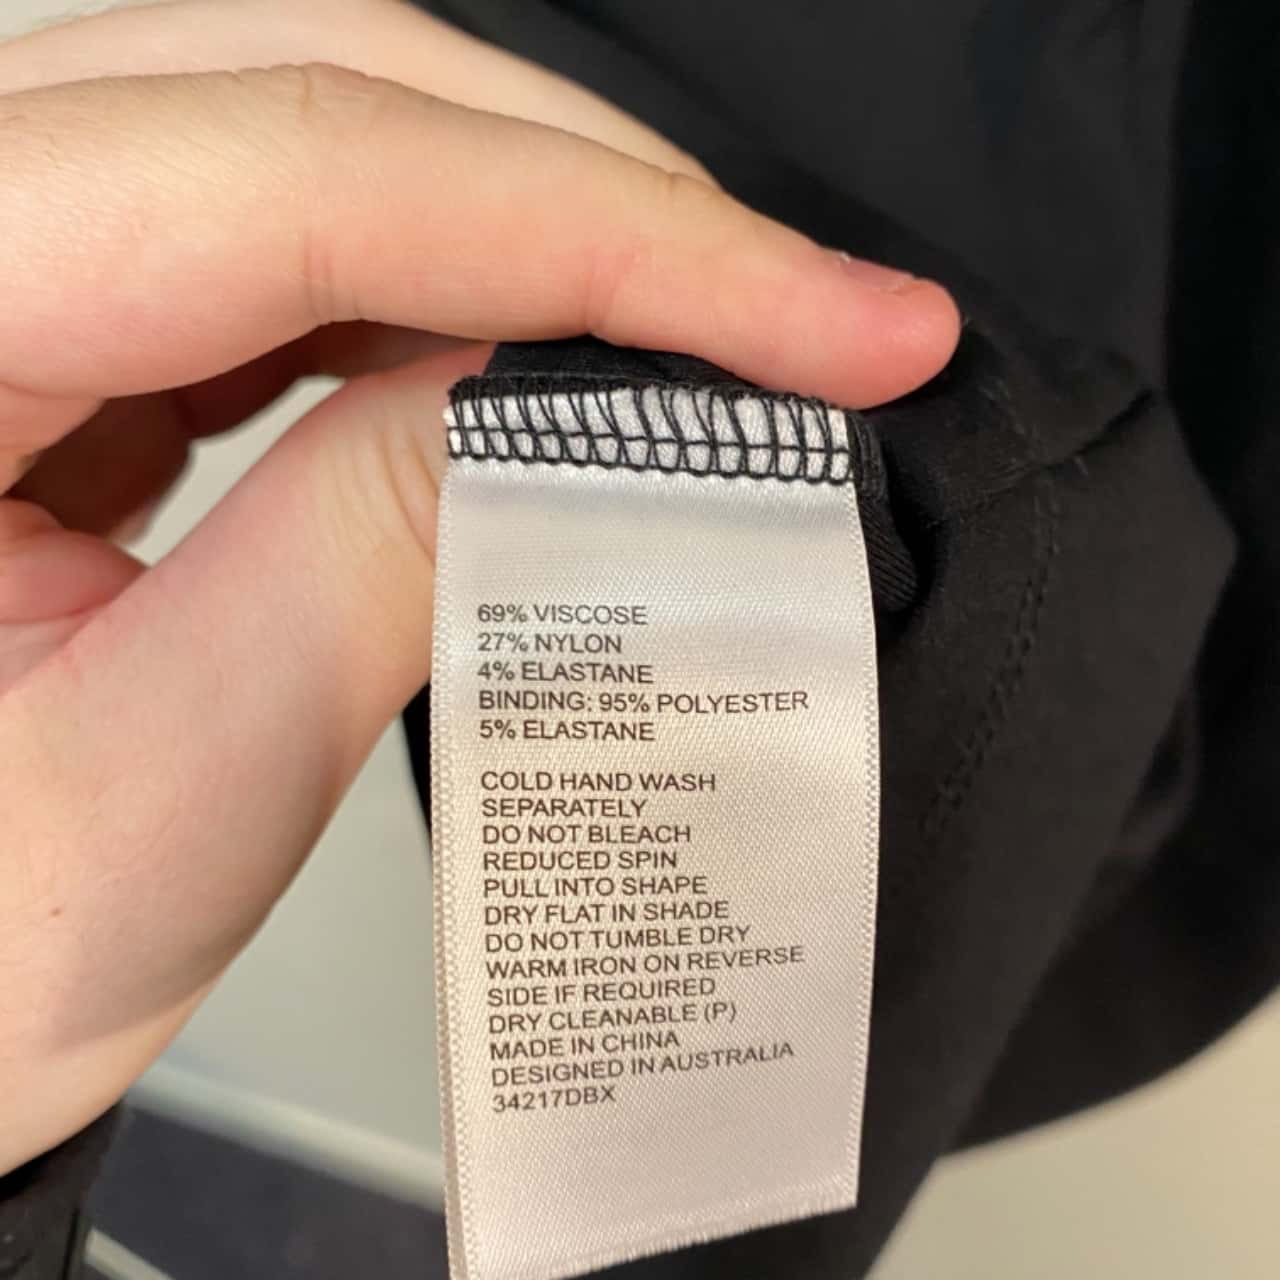 69% VISCOSE
27% NYLON
4% ELASTANE
BINDING: 95% POLYESTER
5% ELASTANE
COLD HAND WASH
SEPARATELY
DO NOT BLEACH
REDUCED SPIN
PULL INTO SHAPE
DRY FLAT IN SHADE
DO NOT TUMBLE DRY
WARM IRON ON REVERSE
SIDE IF REQUIRED
DRY CLEANABLE (P)
MADE IN CHINA
DESIGNED IN AUSTRALIA
34217DBX